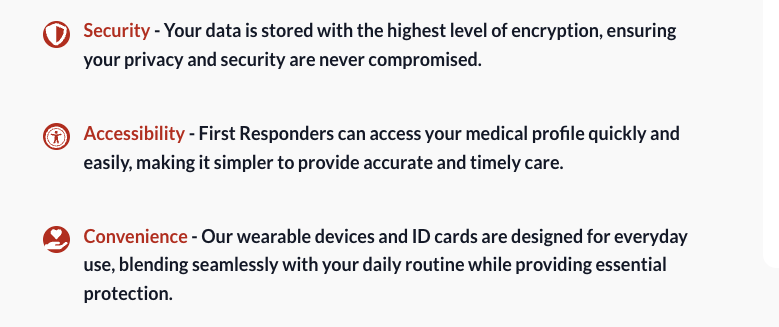 Security - Your data is stored with the highest level of encryption, ensuring
your privacy and security are never compromised.
Accessibility - First Responders can access your medical profile quickly and
easily, making it simpler to provide accurate and timely care.
Convenience - Our wearable devices and ID cards are designed for everyday
use, blending seamlessly with your daily routine while providing essential
protection.